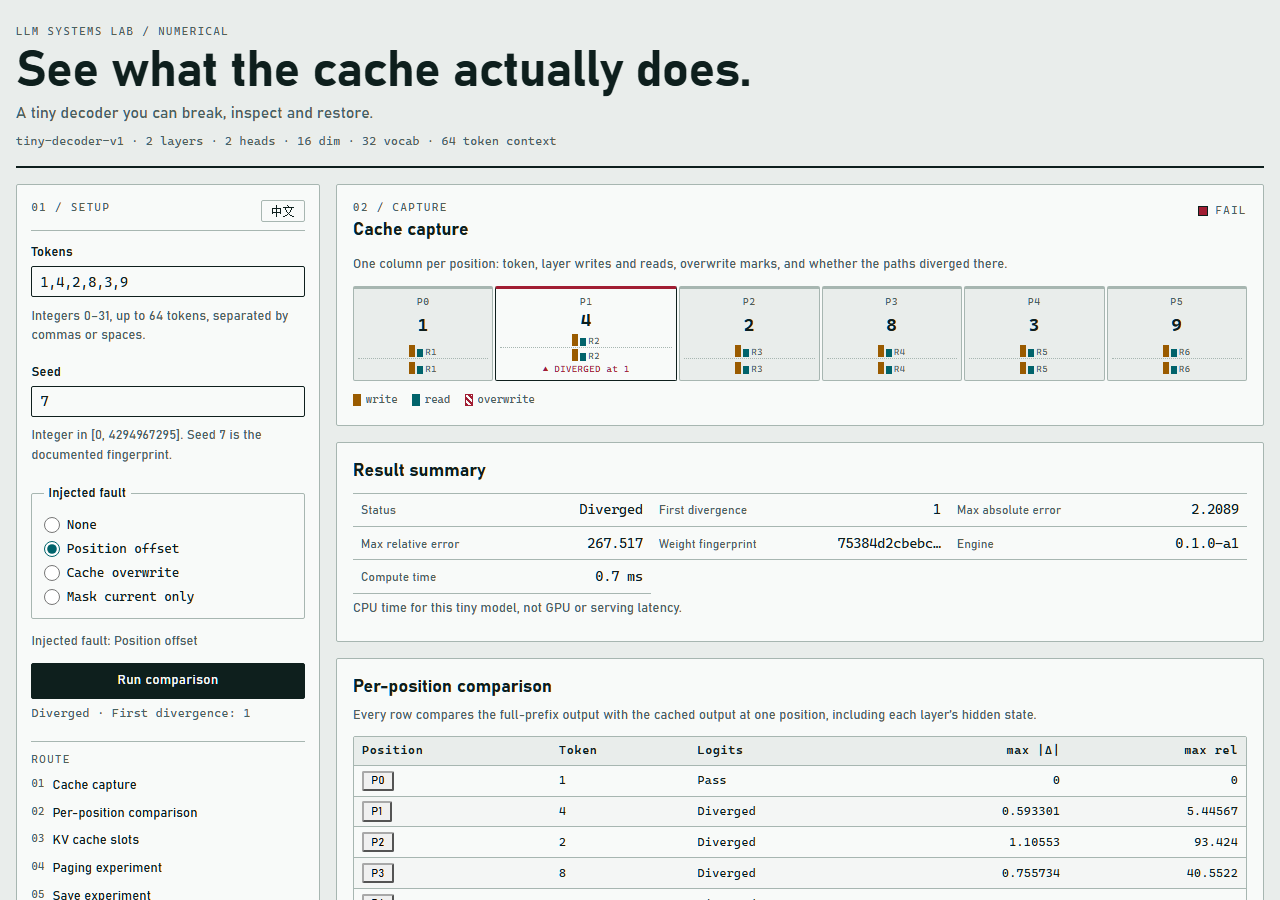 LLM SYSTEMS LAB / NUMERICAL
See what the cache actually does.
A tiny decoder you can break, inspect and restore.
tiny-decoder-v1 · 2 layers · 2 heads · 16 dim · 32 vocab · 64 token context
01 / SETUP
中文
Tokens
1,4,2,8,3,9
Integers 0–31, up to 64 tokens, separated by
commas or spaces.
Seed
7
Integer in [0, 4294967295]. Seed 7 is the
documented fingerprint.
Injected fault
None
Position offset
Cache overwrite
Mask current only
Injected fault: Position offset
Run comparison
Diverged · First divergence: 1
ROUTE
01 Cache capture
02 Per-position comparison
03 KV cache slots
04 Paging experiment
05 Save experiment
02 / CAPTURE
FAIL
Cache capture
One column per position: token, layer writes and reads, overwrite marks, and whether the paths diverged there.
P0 P1 P2 P3 P4 P5
1 4 2 8 3 9
R1 R2 R3 R4 R5 R6
R1 R2 R3 R4 R5 R6
▲ DIVERGED at 1
write read overwrite
Result summary
Status Diverged First divergence 1 Max absolute error 2.2089
Max relative error 267.517 Weight fingerprint 75384d2cbebc… Engine 0.1.0-a1
Compute time 0.7 ms
CPU time for this tiny model, not GPU or serving latency.
Per-position comparison
Every row compares the full-prefix output with the cached output at one position, including each layer's hidden state.
Position Token Logits max |Δ| max rel
P0 1 Pass 0 0
P1 4 Diverged 0.593301 5.44567
P2 2 Diverged 1.10553 93.424
P3 8 Diverged 0.755734 40.5522